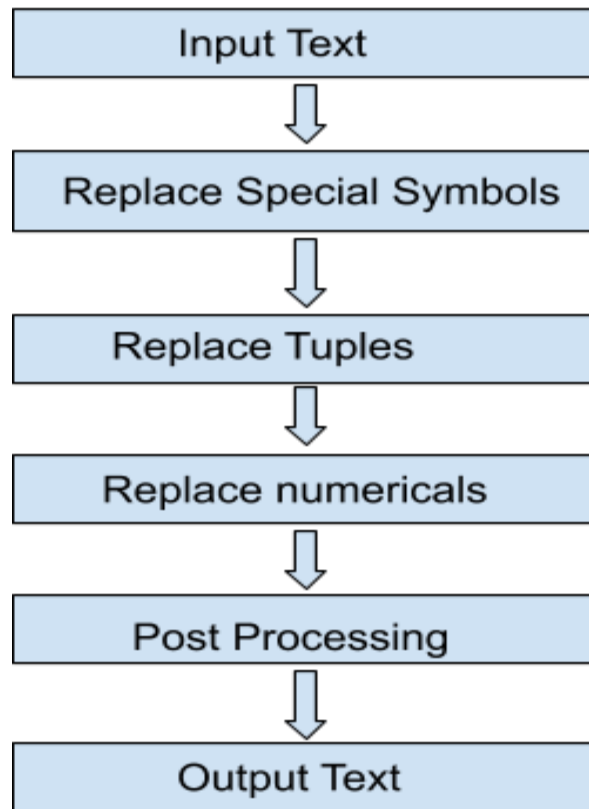 Input Text
Replace Special Symbols
Replace Tuples
Replace numericals
Post Processing
Output Text